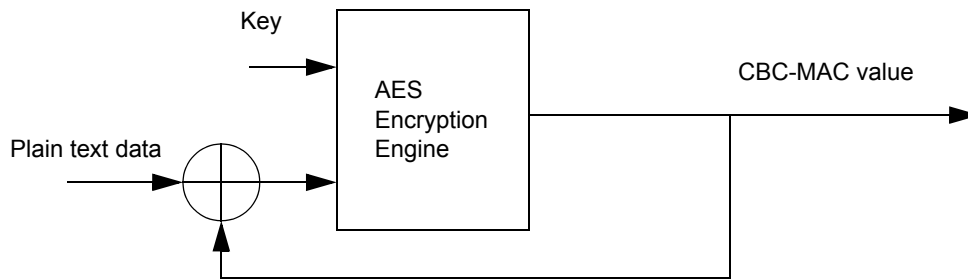 Key
CBC-MAC value
AES
Encryption
Engine
Plain text data